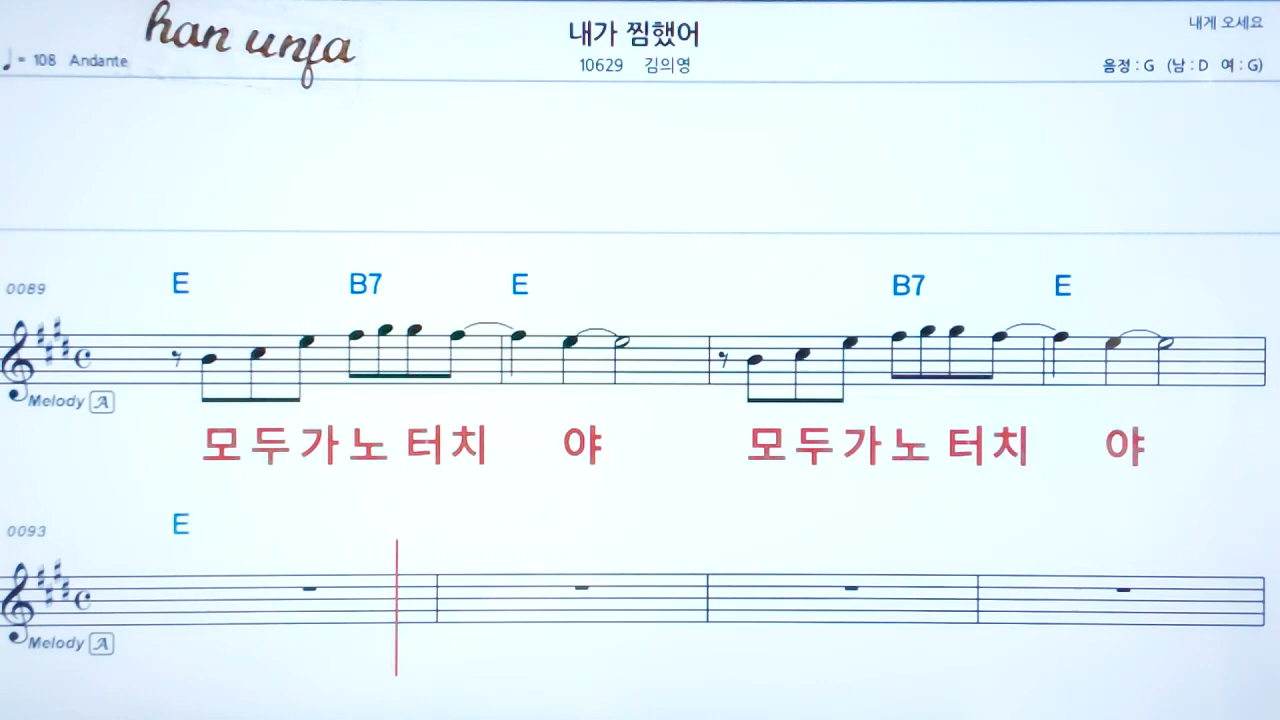 han unfa
내가 찜했어
내게 오세요
♩= 108 Andante
10629 김의영
음정 : G (남 : D 여 : G)
0089 E B7 E B7 E
Melody A
모두가노 터치 야 모두가노 터치 야
0093 E
Melody A